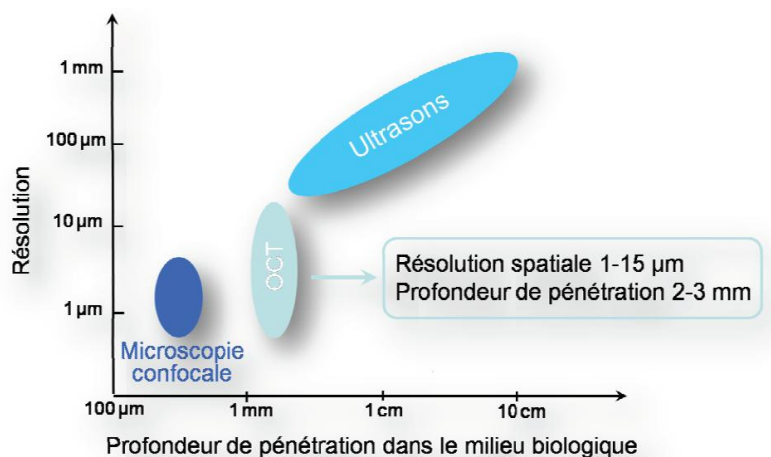 Résolution
1 mm
100 µm
10 µm
1 µm
Ultrasons
OCT
Résolution spatiale 1-15 µm
Profondeur de pénétration 2-3 mm
Microscopie
confocale
100 µm
1 mm
1 cm
10 cm
Profondeur de pénétration dans le milieu biologique